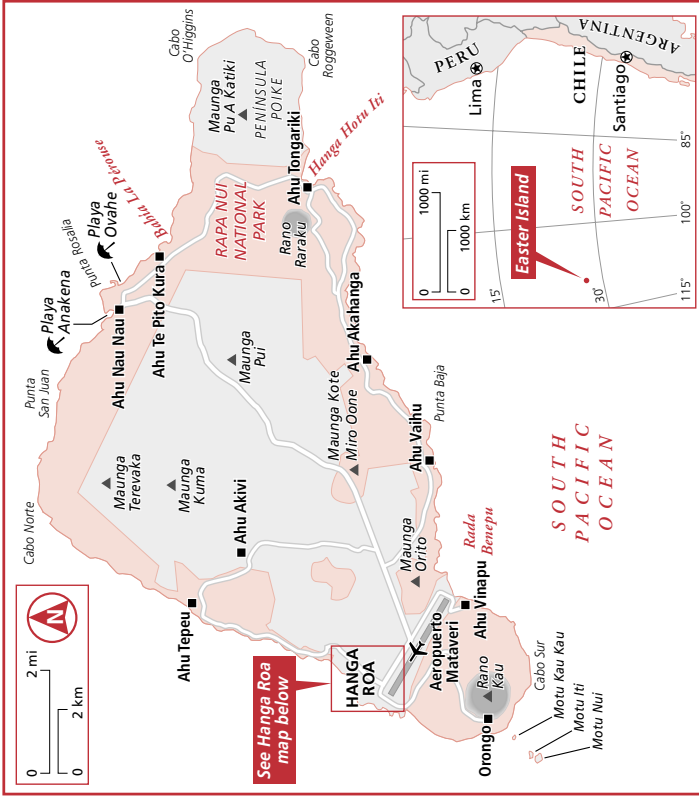 0
2 mi
0
2 km
N
Cabo Norte
Punta
San Juan
Playa
Anakena
Playa
Ovahe
Punta Rosalia
Bahia La Pérouse
Cabo
O'Higgins
Cabo
Roggeween
Maunga
Pu A Katiki
PENÍNSULA
POIKE
Ahu Nau Nau
Ahu Te Pito Kura
RAPA NUI
NATIONAL
PARK
Rano
Raraku
Ahu Tongariki
Hanga Hotu Iti
Maunga
Terevaka
Maunga
Kuma
Maunga
Pui
Ahu Akivi
Ahu Tepeu
Maunga Kote
Miro Oone
Ahu Akahanga
Punta Baja
Ahu Vaihu
Maunga
Orito
Rada
Benepu
See Hanga Roa
map below
HANGA
ROA
Aeropuerto
Mataveri
Ahu Vinapu
Rano
Kau
Orongo
Cabo Sur
Motu Kau Kau
Motu Iti
Motu Nui
SOUTH
PACIFIC
OCEAN
0
1000 mi
0
1000 km
Easter Island
PERU
Lima
CHILE
Santiago
ARGENTINA
SOUTH
PACIFIC
OCEAN
15°
30°
115°
100°
85°